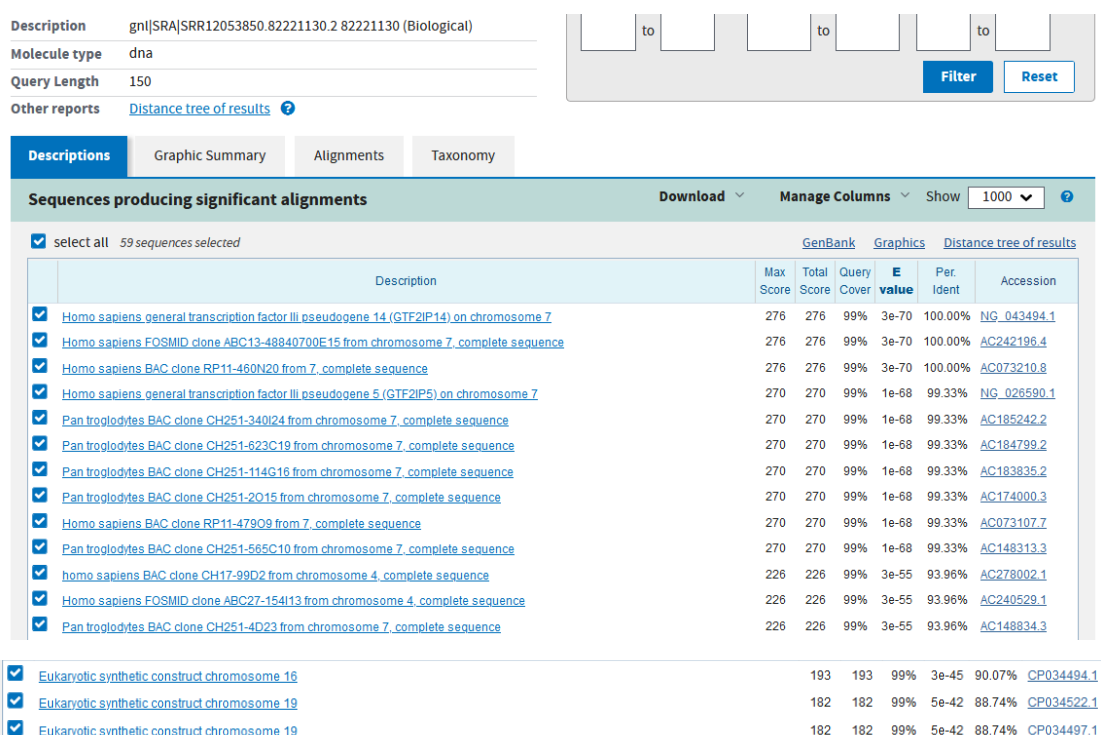 Description gnl|SRA|SRR12053850.82221130.2 82221130 (Biological)
to to to
Molecule type dna
Query Length 150
Filter Reset
Other reports Distance tree of results ?
Descriptions Graphic Summary Alignments Taxonomy
Sequences producing significant alignments Download Manage Columns Show 1000 ?
select all 59 sequences selected GenBank Graphics Distance tree of results
Description Max Score Total Score Query Cover E value Per. Ident Accession
Homo sapiens general transcription factor IIi pseudogene 14 (GTF2IP14) on chromosome 7 276 276 99% 3e-70 100.00% NG_043494.1
Homo sapiens FOSMID clone ABC13-48840700E15 from chromosome 7, complete sequence 276 276 99% 3e-70 100.00% AC242196.4
Homo sapiens BAC clone RP11-460N20 from 7, complete sequence 276 276 99% 3e-70 100.00% AC073210.8
Homo sapiens general transcription factor IIi pseudogene 5 (GTF2IP5) on chromosome 7 270 270 99% 1e-68 99.33% NG_026590.1
Pan troglodytes BAC clone CH251-340I24 from chromosome 7, complete sequence 270 270 99% 1e-68 99.33% AC185242.2
Pan troglodytes BAC clone CH251-623C19 from chromosome 7, complete sequence 270 270 99% 1e-68 99.33% AC184799.2
Pan troglodytes BAC clone CH251-114G16 from chromosome 7, complete sequence 270 270 99% 1e-68 99.33% AC183835.2
Pan troglodytes BAC clone CH251-2O15 from chromosome 7, complete sequence 270 270 99% 1e-68 99.33% AC174000.3
Homo sapiens BAC clone RP11-479O9 from 7, complete sequence 270 270 99% 1e-68 99.33% AC073107.7
Pan troglodytes BAC clone CH251-565C10 from chromosome 7, complete sequence 270 270 99% 1e-68 99.33% AC148313.3
homo sapiens BAC clone CH17-99D2 from chromosome 4, complete sequence 226 226 99% 3e-55 93.96% AC278002.1
Homo sapiens FOSMID clone ABC27-154I13 from chromosome 4, complete sequence 226 226 99% 3e-55 93.96% AC240529.1
Pan troglodytes BAC clone CH251-4D23 from chromosome 7, complete sequence 226 226 99% 3e-55 93.96% AC148834.3
Eukaryotic synthetic construct chromosome 16 193 193 99% 3e-45 90.07% CP034494.1
Eukaryotic synthetic construct chromosome 19 182 182 99% 5e-42 88.74% CP034522.1
Eukaryotic synthetic construct chromosome 19 182 182 99% 5e-42 88.74% CP034497.1